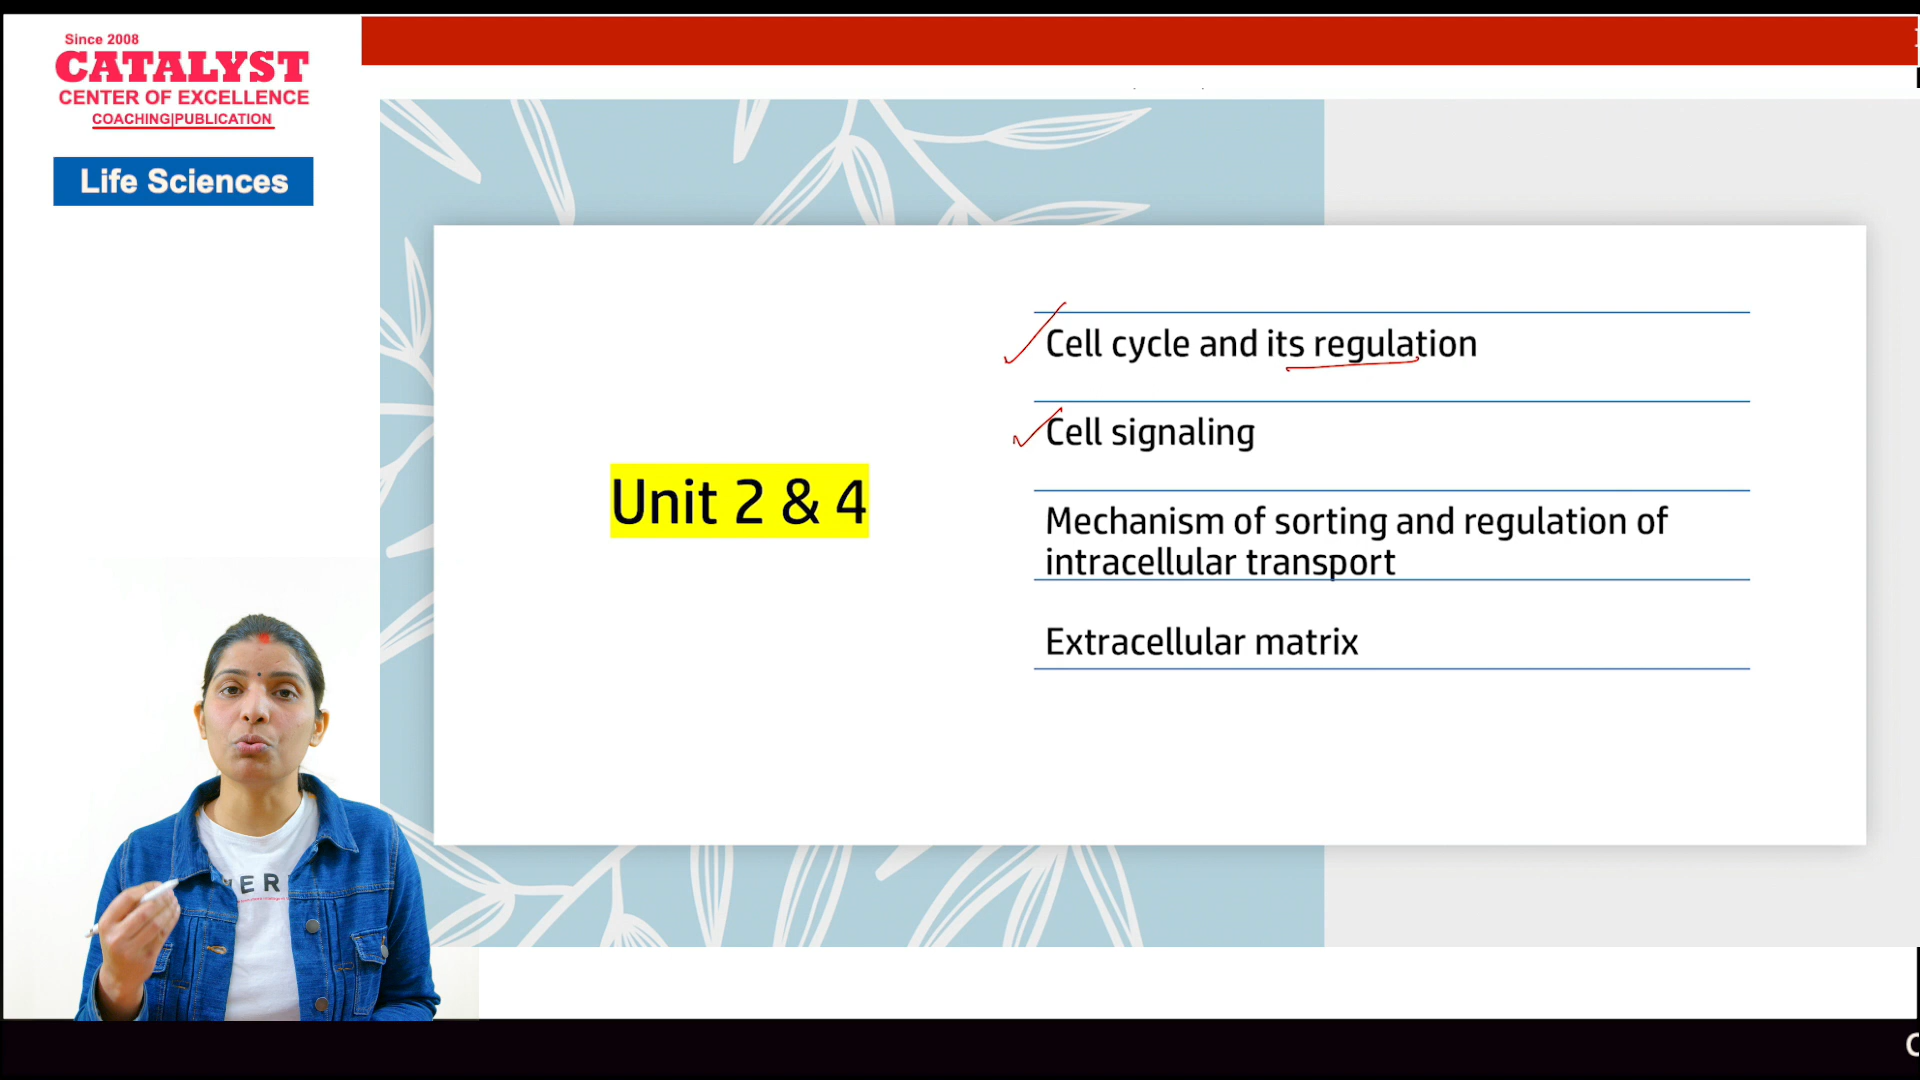 Since 2008
CATALYST
CENTER OF EXCELLENCE
COACHING|PUBLICATION
Life Sciences
Unit 2 & 4
Cell cycle and its regulation
Cell signaling
Mechanism of sorting and regulation of
intracellular transport
Extracellular matrix